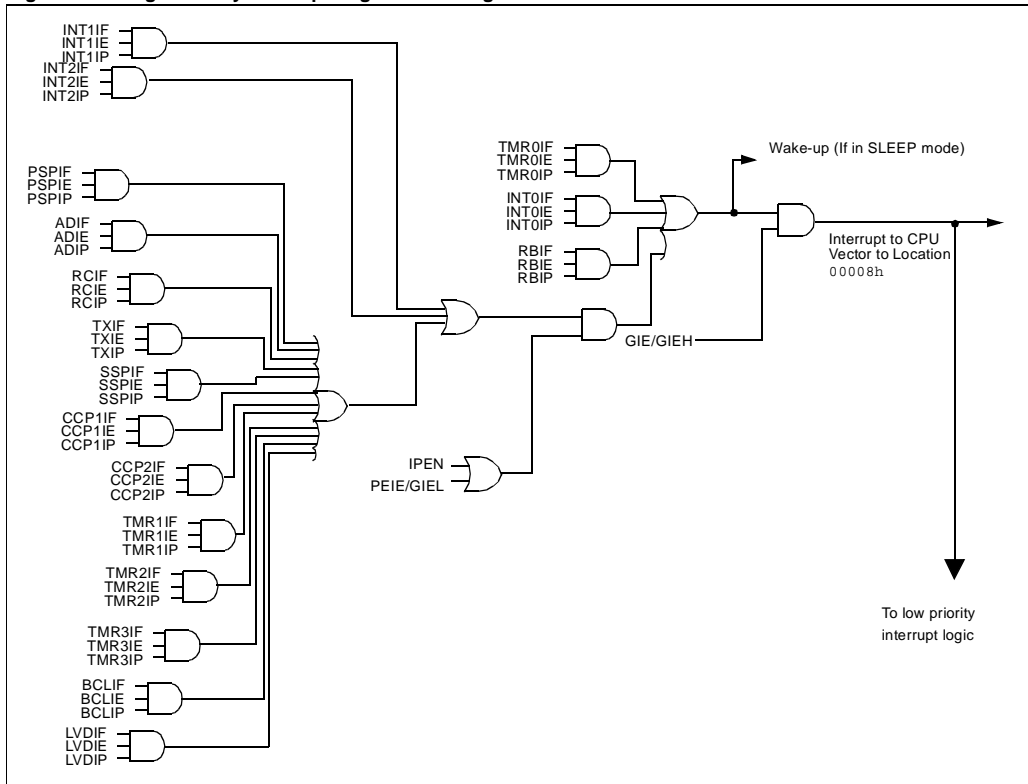 INT1IF
INT1IE
INT1IP
INT2IF
INT2IE
INT2IP
PSPIF
PSPIE
PSPIP
ADIF
ADIE
ADIP
RCIF
RCIE
RCIP
TXIF
TXIE
TXIP
SSPIF
SSPIE
SSPIP
CCP1IF
CCP1IE
CCP1IP
CCP2IF
CCP2IE
CCP2IP
TMR1IF
TMR1IE
TMR1IP
TMR2IF
TMR2IE
TMR2IP
TMR3IF
TMR3IE
TMR3IP
BCLIF
BCLIE
BCLIP
LVDIF
LVDIE
LVDIP
TMR0IF
TMR0IE
TMR0IP
INT0IF
INT0IE
INT0IP
RBIF
RBIE
RBIP
IPEN
PEIE/GIEL
GIE/GIEH
Wake-up (If in SLEEP mode)
Interrupt to CPU
Vector to Location
00008h
To low priority
interrupt logic